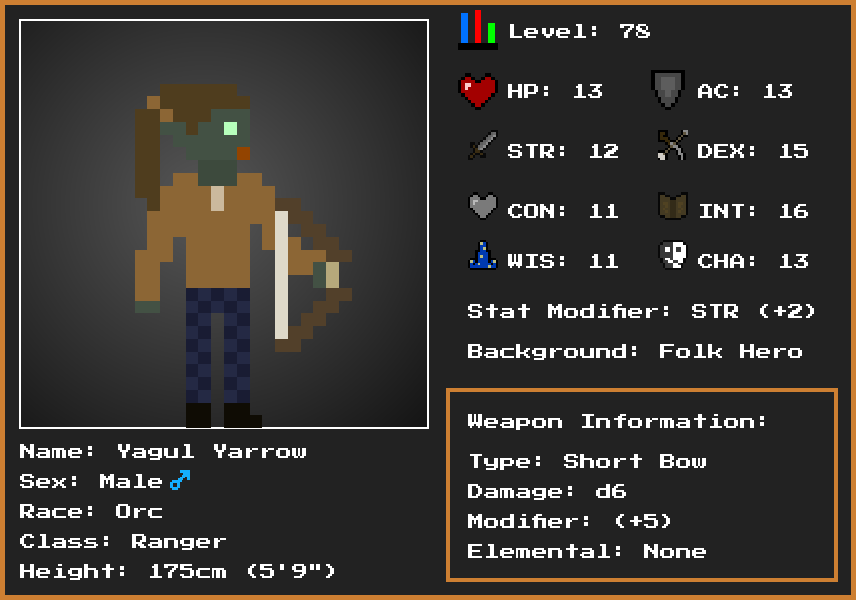 Level: 78
HP: 13
AC: 13
STR: 12
DEX: 15
CON: 11
INT: 16
WIS: 11
CHA: 13
Stat Modifier: STR (+2)
Background: Folk Hero
Weapon Information:
Type: Short Bow
Damage: d6
Modifier: (+5)
Elemental: None
Name: Yagul Yarrow
Sex: Male♂
Race: Orc
Class: Ranger
Height: 175cm (5'9")